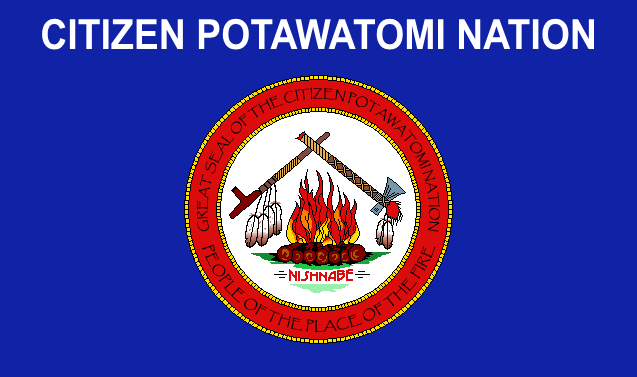 CITIZEN POTAWATOMI NATION
GREAT SEAL OF THE CITIZEN POTAWATOMI NATION
NISHNABE
PEOPLE OF THE PLACE OF THE FIRE